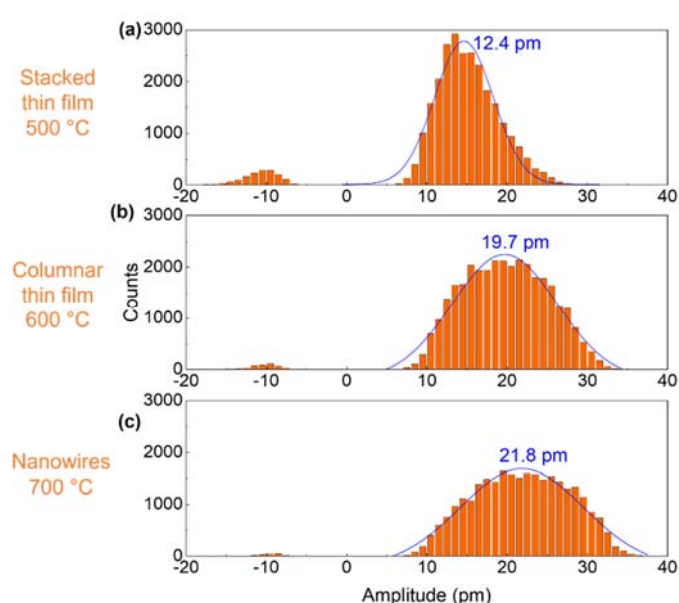 (a)
Stacked
thin film
500 °C
3000
2000
1000
0
12.4 pm
-20 -10 0 10 20 30 40
(b)
Columnar
thin film
600 °C
Counts
3000
2000
1000
0
19.7 pm
-20 -10 0 10 20 30 40
(c)
Nanowires
700 °C
3000
2000
1000
0
21.8 pm
-20 -10 0 10 20 30 40
Amplitude (pm)